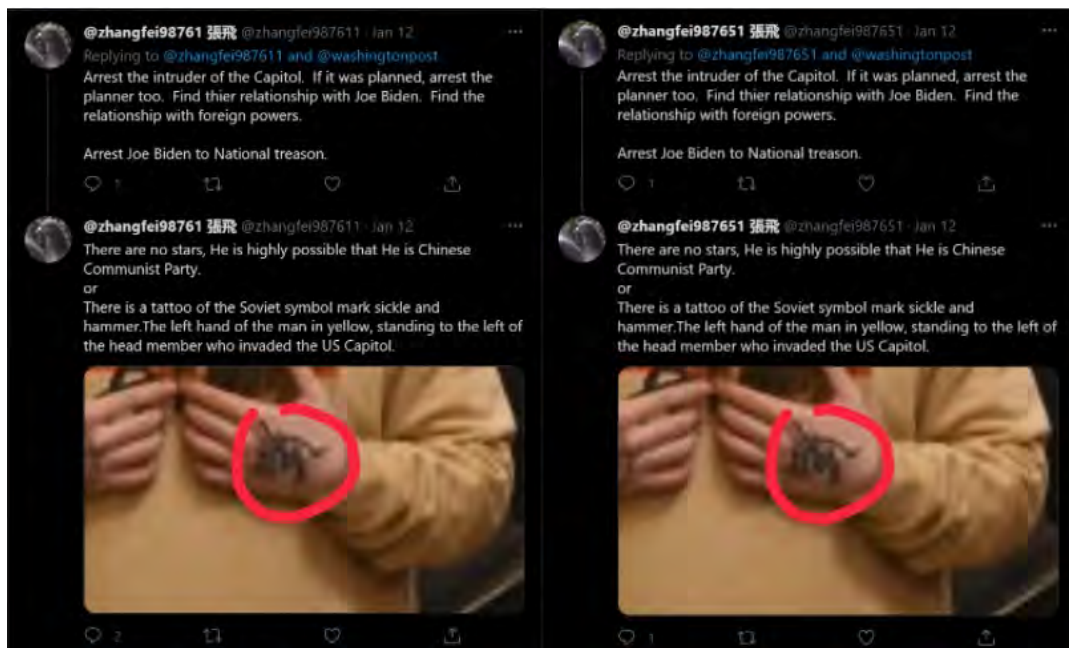 @zhangfei98761 張飛 @zhangfei987611 · Jan 12
Replying to @zhangfei987611 and @washingtonpost
Arrest the intruder of the Capitol. If it was planned, arrest the
planner too. Find thier relationship with Joe Biden. Find the
relationship with foreign powers.
Arrest Joe Biden to National treason.
1
@zhangfei98761 張飛 @zhangfei987611 · Jan 12
There are no stars, He is highly possible that He is Chinese
Communist Party.
or
There is a tattoo of the Soviet symbol mark sickle and
hammer.The left hand of the man in yellow, standing to the left of
the head member who invaded the US Capitol.
2
@zhangfei987651 張飛 @zhangfei987651 · Jan 12
Replying to @zhangfei987651 and @washingtonpost
Arrest the intruder of the Capitol. If it was planned, arrest the
planner too. Find thier relationship with Joe Biden. Find the
relationship with foreign powers.
Arrest Joe Biden to National treason.
1
@zhangfei987651 張飛 @zhangfei987651 · Jan 12
There are no stars, He is highly possible that He is Chinese
Communist Party.
or
There is a tattoo of the Soviet symbol mark sickle and
hammer.The left hand of the man in yellow, standing to the left of
the head member who invaded the US Capitol.
1